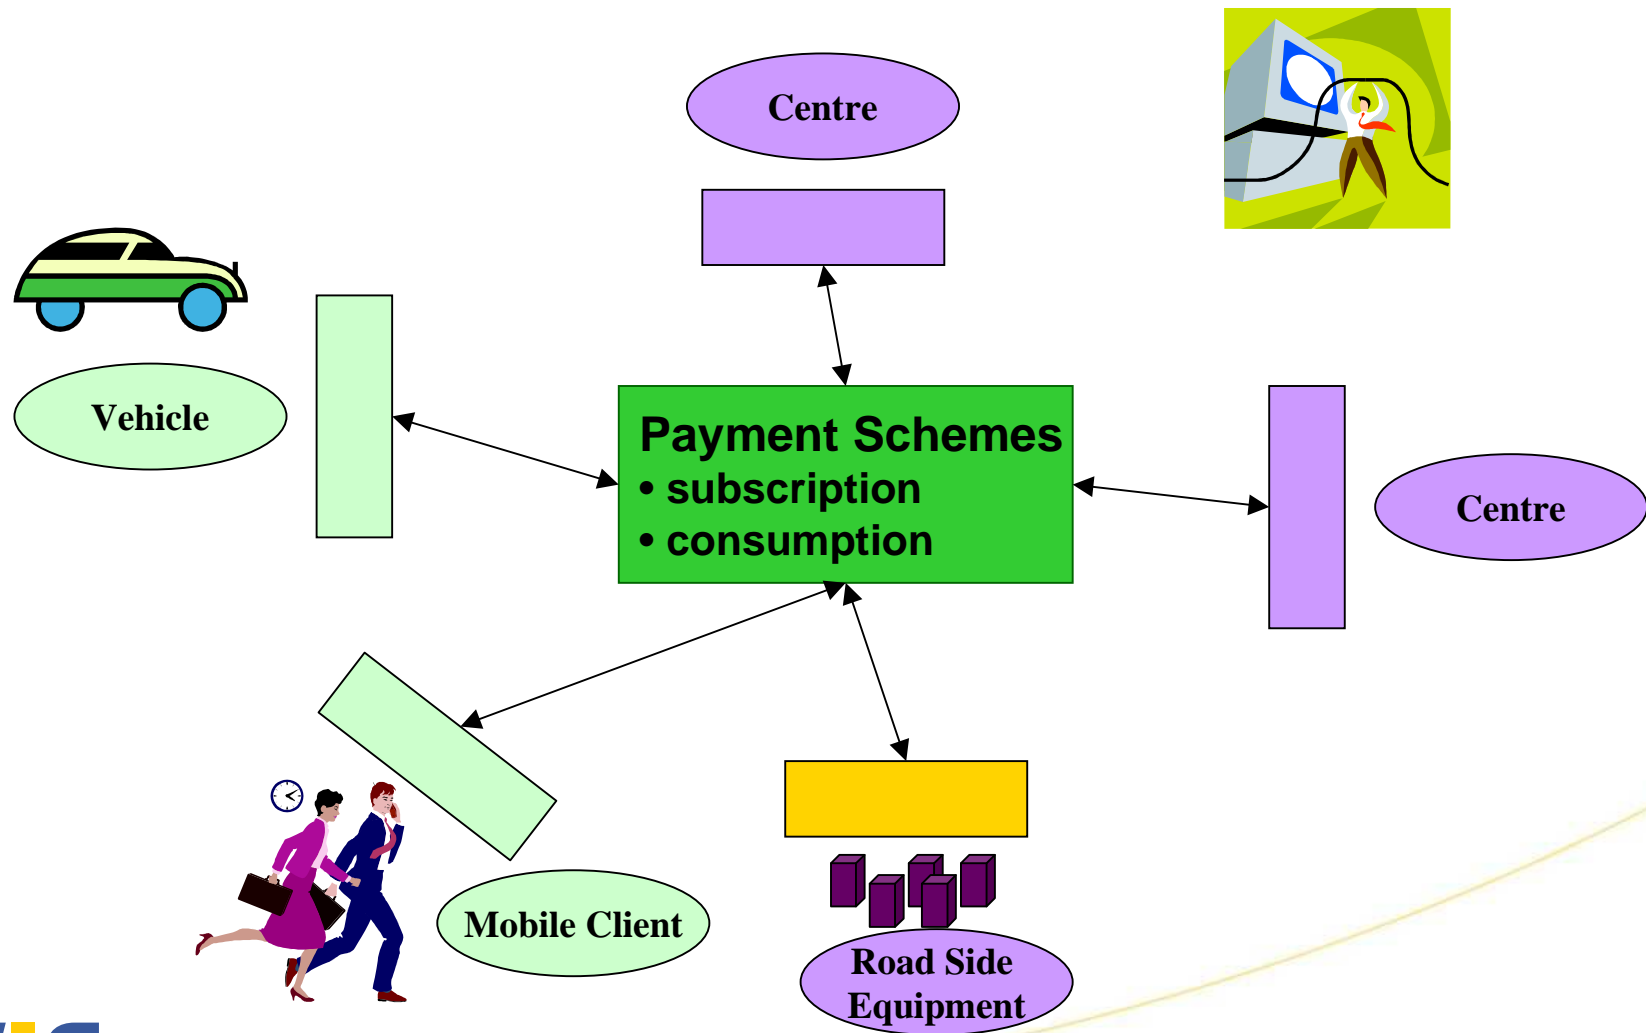 Centre
Vehicle
Payment Schemes
• subscription
• consumption
Centre
Mobile Client
Road Side
Equipment